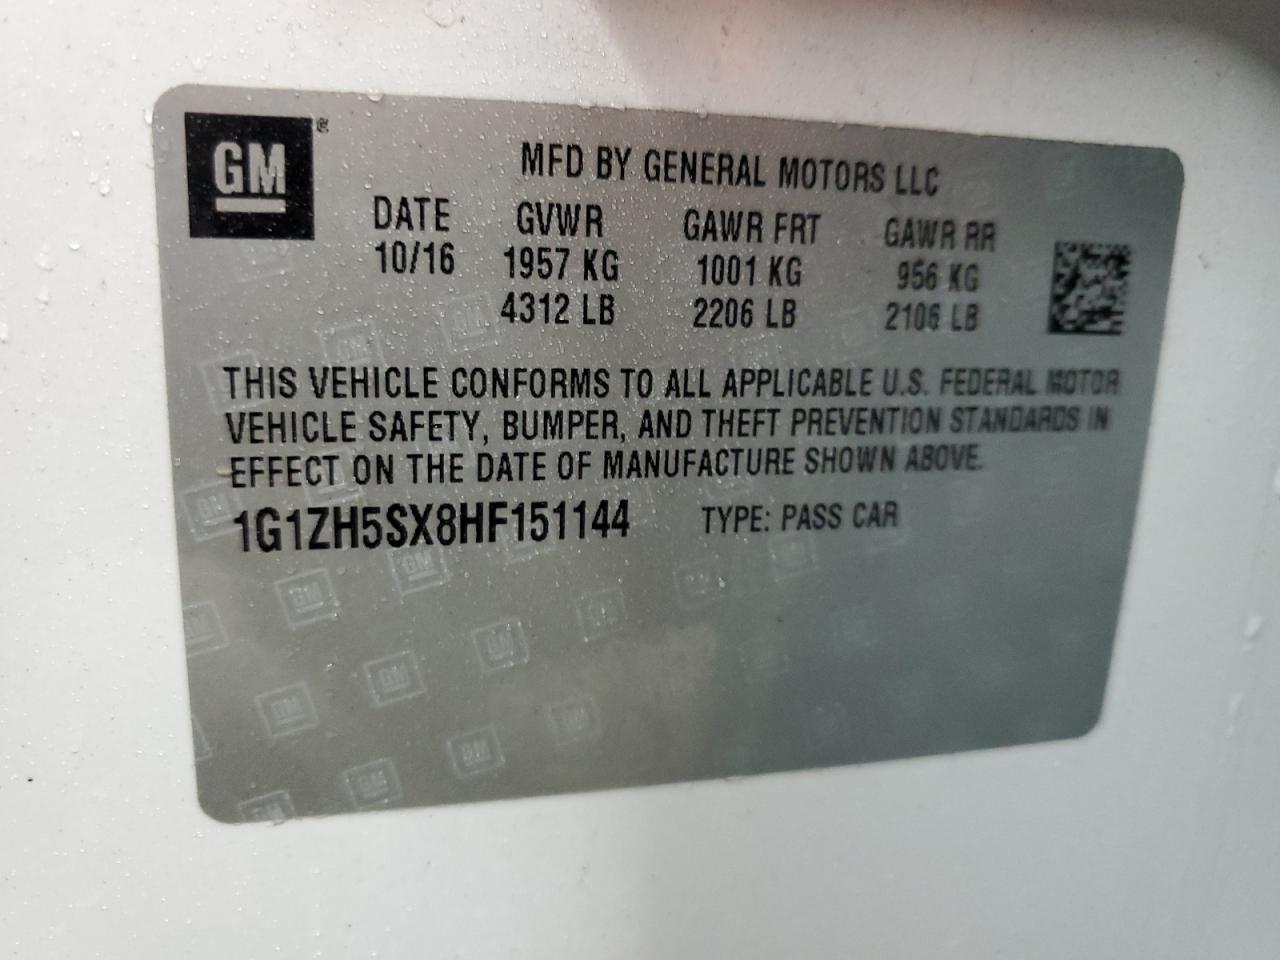 GM®
MFD BY GENERAL MOTORS LLC
DATE GVWR GAWR FRT GAWR RR
10/16 1957 KG 1001 KG 956 KG
4312 LB 2206 LB 2106 LB
THIS VEHICLE CONFORMS TO ALL APPLICABLE U.S. FEDERAL MOTOR
VEHICLE SAFETY, BUMPER, AND THEFT PREVENTION STANDARDS IN
EFFECT ON THE DATE OF MANUFACTURE SHOWN ABOVE.
1G1ZH5SX8HF151144 TYPE: PASS CAR